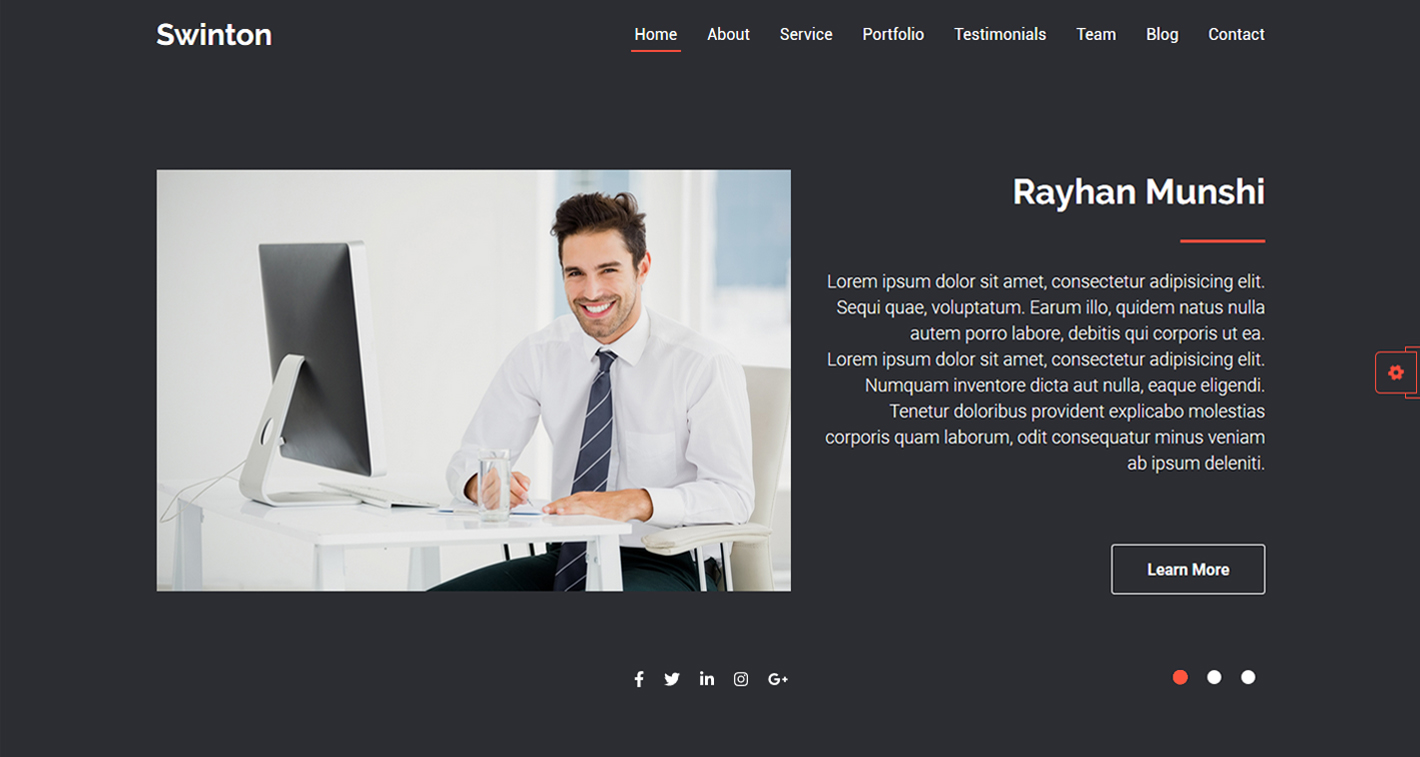 Swinton
Home About Service Portfolio Testimonials Team Blog Contact
Rayhan Munshi
Lorem ipsum dolor sit amet, consectetur adipisicing elit.
Sequi quae, voluptatum. Earum illo, quidem natus nulla
autem porro labore, debitis qui corporis ut ea.
Lorem ipsum dolor sit amet, consectetur adipisicing elit.
Numquam inventore dicta aut nulla, eaque eligendi.
Tenetur doloribus provident explicabo molestias
corporis quam laborum, odit consequatur minus veniam
ab ipsum deleniti.
Learn More